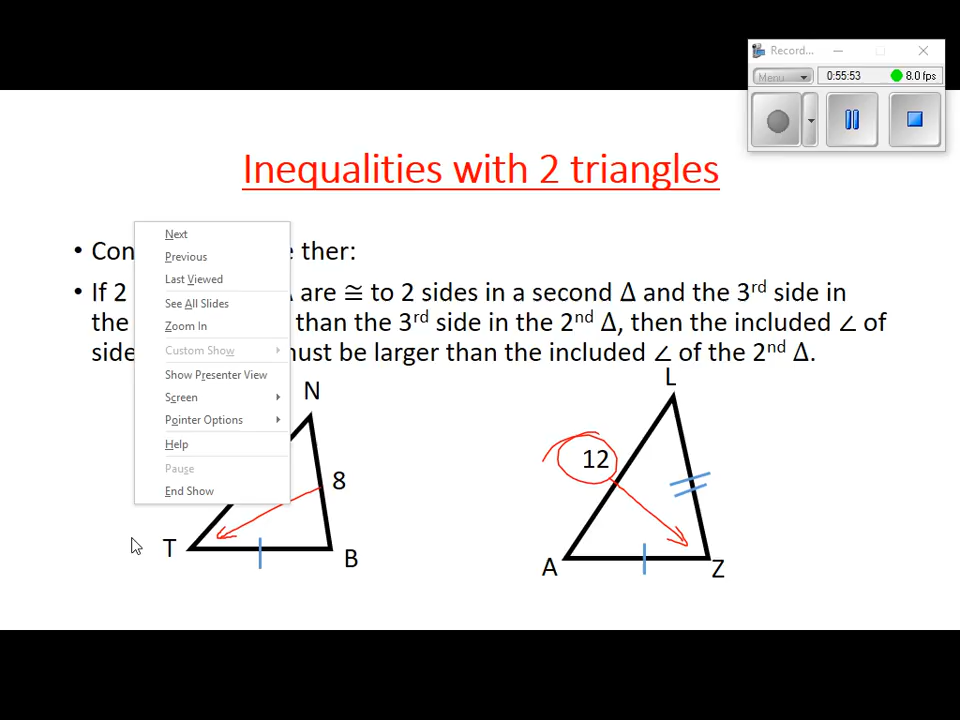 Record...
Menu
0:55:53
8.0 fps
Inequalities with 2 triangles
Next
Previous
Last Viewed
See All Slides
Zoom In
Custom Show
Show Presenter View
Screen
Pointer Options
Help
Pause
End Show
• Con ther:
• If 2 are ≅ to 2 sides in a second Δ and the 3rd side in
the than the 3rd side in the 2nd Δ, then the included ∠ of
side must be larger than the included ∠ of the 2nd Δ.
N
8
T
B
L
12
A
Z